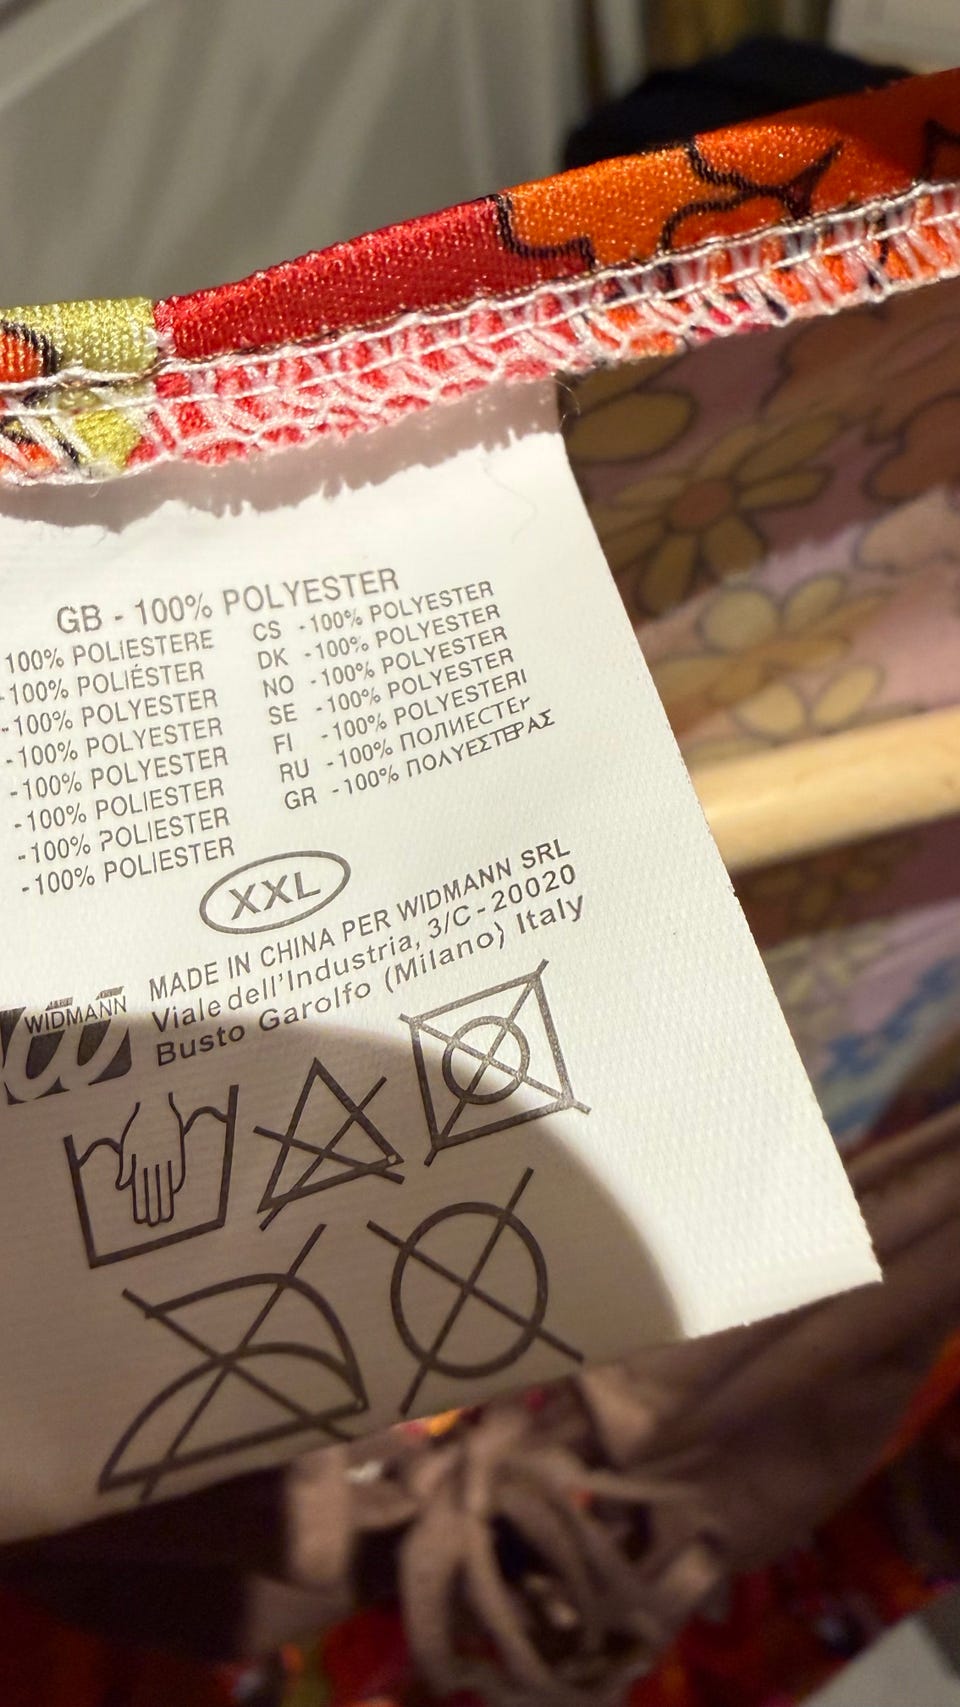 GB - 100% POLYESTER
100% POLIESTERE
-100% POLIÉSTER
-100% POLYESTER
-100% POLYESTER
-100% POLYESTER
-100% POLIESTER
-100% POLIESTER
-100% POLIESTER
CS -100% POLYESTER
DK -100% POLYESTER
NO -100% POLYESTER
SE -100% POLYESTER
FI -100% POLYESTERI
RU -100% ПОЛИЕСТЕr
GR -100% ΠΟΛΥΕΣΤΕΡΑΣ
XXL
MADE IN CHINA PER WIDMANN SRL
Viale dell'Industria, 3/C - 20020
Busto Garolfo (Milano) Italy
WIDMANN